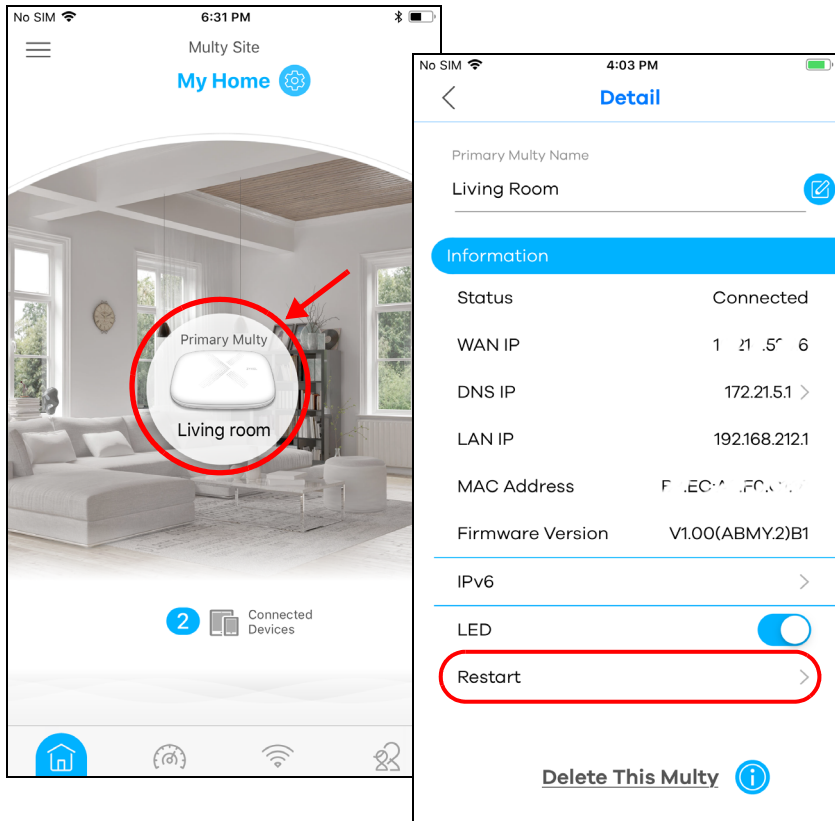 No SIM 6:31 PM
Multy Site
My Home
Primary Multy
Living room
2 Connected
Devices
No SIM 4:03 PM
Detail
Primary Multy Name
Living Room
Information
Status Connected
WAN IP
DNS IP 172.21.5.1
LAN IP 192.168.212.1
MAC Address
Firmware Version V1.00(ABMY.2)B1
IPv6
LED
Restart
Delete This Multy